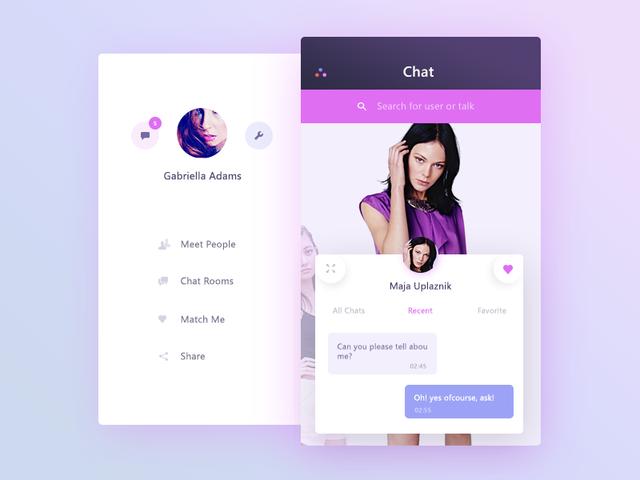 5
Gabriella Adams
Meet People
Chat Rooms
Match Me
Share
Chat
Search for user or talk
Maja Uplaznik
All Chats
Recent
Favorite
Can you please tell abou
me?
02:45
Oh! yes ofcourse, ask!
02:55